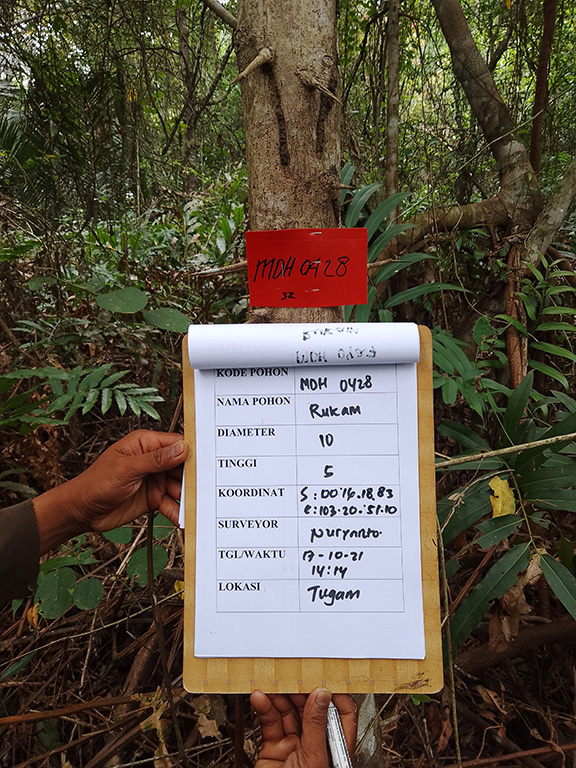 MDH 0428
32
KODE POHON MDH 0428
NAMA POHON Rukam
DIAMETER 10
TINGGI 5
KOORDINAT S : 00°16.18,83
E : 103.20.51.10
SURVEYOR Nuryanto
TGL/WAKTU 17-10-21
14:14
LOKASI Tugam